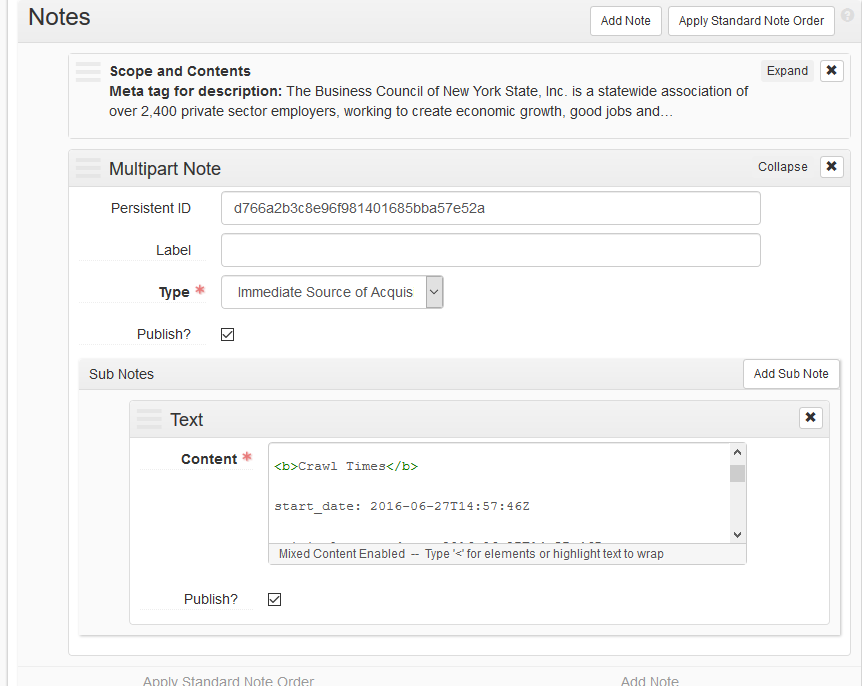 Notes
Add Note
Apply Standard Note Order
Scope and Contents
Expand
Meta tag for description: The Business Council of New York State, Inc. is a statewide association of
over 2,400 private sector employers, working to create economic growth, good jobs and…
Multipart Note
Collapse
Persistent ID
d766a2b3c8e96f981401685bba57e52a
Label
Type *
Immediate Source of Acquis
Publish?
Sub Notes
Add Sub Note
Text
Content *
<b>Crawl Times</b>
start_date: 2016-06-27T14:57:46Z
Mixed Content Enabled -- Type '<' for elements or highlight text to wrap
Publish?
Apply Standard Note Order
Add Note